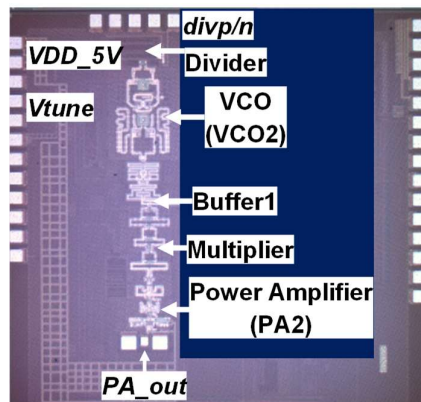 divp/n
VDD_5V
Divider
Vtune
VCO
(VCO2)
Buffer1
Multiplier
Power Amplifier
(PA2)
PA_out